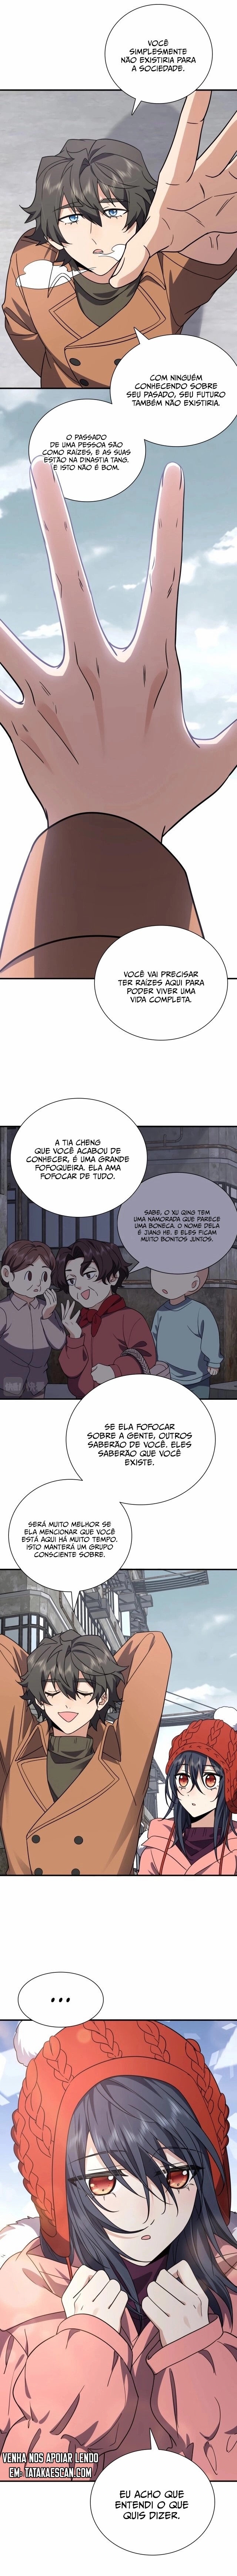 VOCÊ
SIMPLESMENTE
NÃO EXISTIRIA PARA
A SOCIEDADE.
COM NINGUÉM
CONHECENDO SOBRE
SEU PASADO, SEU FUTURO
TAMBÉM NÃO EXISTIRIA.
O PASSADO
DE UMA PESSOA SÃO
COMO RAÍZES, E AS SUAS
ESTÃO NA DINASTIA TANG.
E ISTO NÃO É BOM.
VOCÊ VAI PRECISAR
TER RAÍZES AQUI PARA
PODER VIVER UMA
VIDA COMPLETA.
A TIA CHENG
QUE VOCÊ ACABOU DE
CONHECER, É UMA GRANDE
FOFOQUEIRA. ELA AMA
FOFOCAR DE TUDO.
SABE, O XU QING TEM
UMA NAMORADA QUE PARECE
UMA BONECA. O NOME DELA
É JIANG HE. E ELES FICAM
MUITO BONITOS JUNTOS.
SE ELA FOFOCAR
SOBRE A GENTE, OUTROS
SABERÃO DE VOCÊ. ELES
SABERÃO QUE VOCÊ
EXISTE.
SERÁ MUITO MELHOR SE
ELA MENCIONAR QUE VOCÊ
ESTÁ AQUI HÁ MUITO TEMPO.
ISTO MANTERÁ UM GRUPO
CONSCIENTE SOBRE.
...
VENHA NOS APOIAR LENDO
EM: TATAKAESCAN.COM
EU ACHO QUE
ENTENDI O QUE
QUIS DIZER.